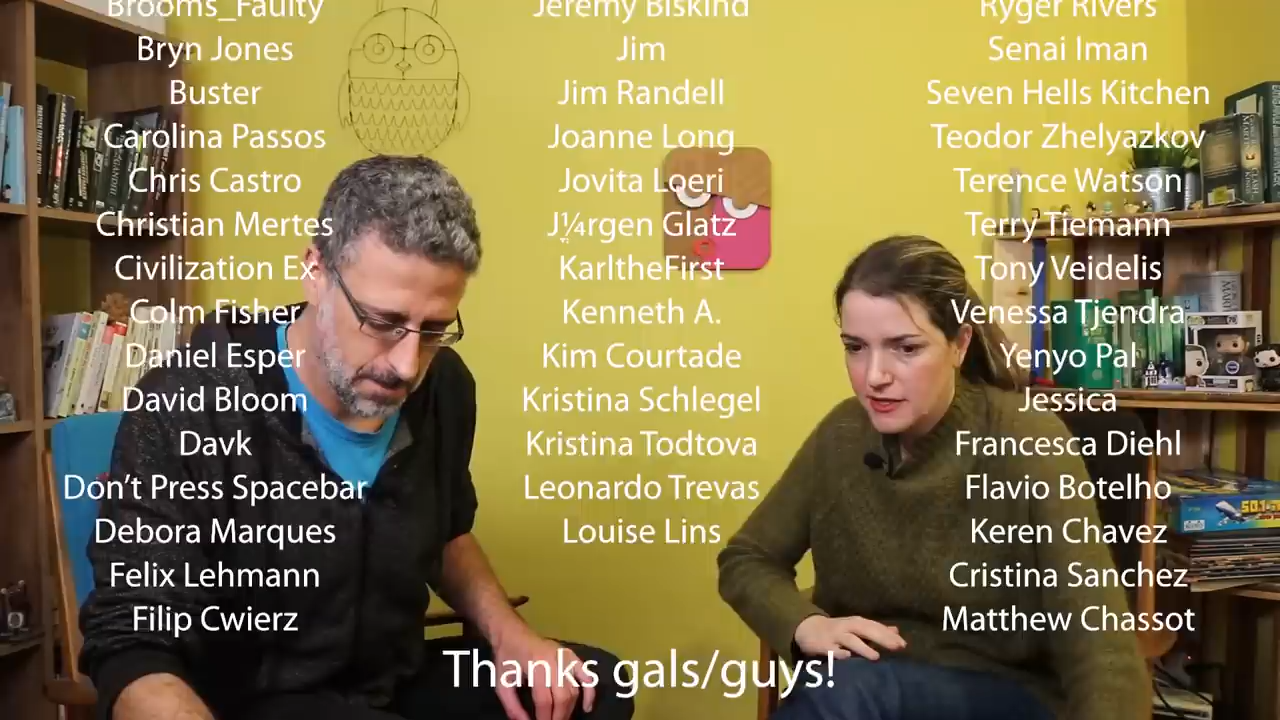 Brooms_Faulty
Bryn Jones
Buster
Carolina Passos
Chris Castro
Christian Mertes
Civilization Ex
Colm Fisher
Daniel Esper
David Bloom
Davk
Don’t Press Spacebar
Debora Marques
Felix Lehmann
Filip Cwierz
Jeremy Biskind
Jim
Jim Randell
Joanne Long
Jovita Loeri
J¼rgen Glatz
KarltheFirst
Kenneth A.
Kim Courtade
Kristina Schlegel
Kristina Todtova
Leonardo Trevas
Louise Lins
Ryger Rivers
Senai Iman
Seven Hells Kitchen
Teodor Zhelyazkov
Terence Watson
Terry Tiemann
Tony Veidelis
Venessa Tjendra
Yenyo Pal
Jessica
Francesca Diehl
Flavio Botelho
Keren Chavez
Cristina Sanchez
Matthew Chassot
Thanks gals/guys!